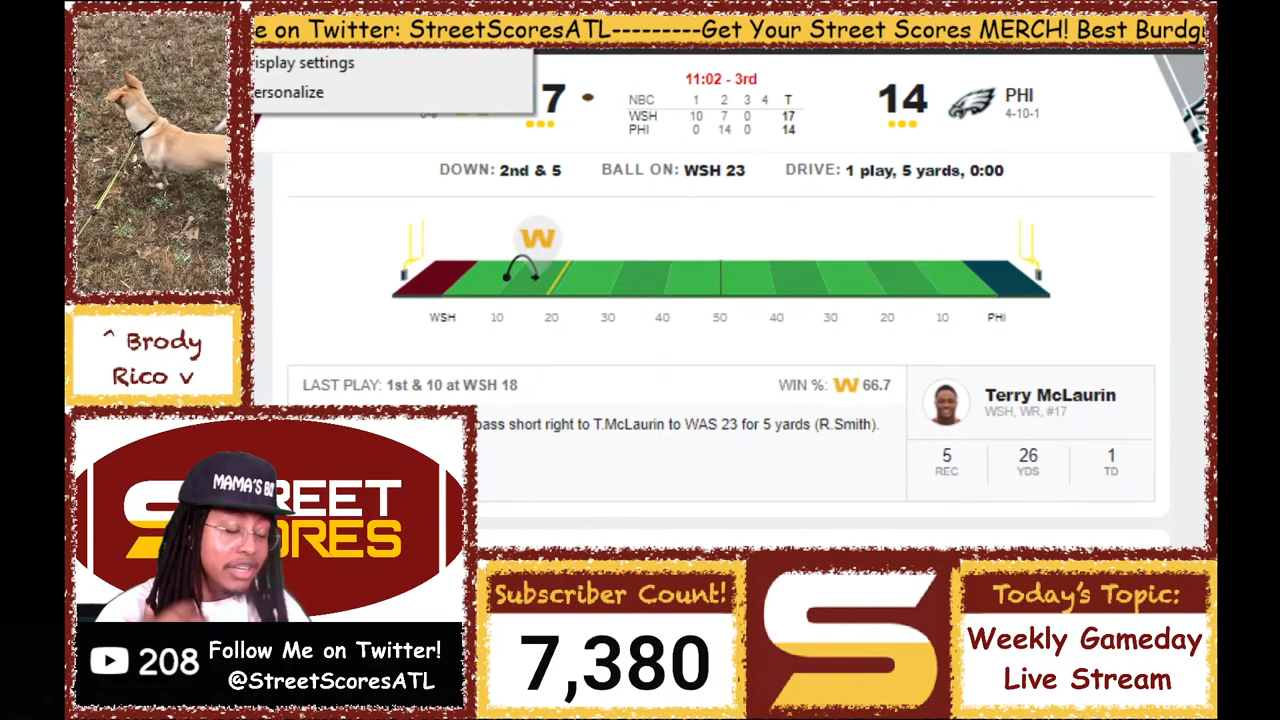 e on Twitter: StreetScoresATL---------Get Your Street Scores MERCH! Best Burdg
isplay settings
ersonalize
7
11:02 - 3rd
NBC 1 2 3 4 T
WSH 10 7 0 17
PHI 0 14 0 14
14
PHI
4-10-1
DOWN: 2nd & 5
BALL ON: WSH 23
DRIVE: 1 play, 5 yards, 0:00
W
WSH 10 20 30 40 50 40 30 20 10 PHI
^ Brody
Rico v
LAST PLAY: 1st & 10 at WSH 18
WIN %: W 66.7
pass short right to T.McLaurin to WAS 23 for 5 yards (R.Smith).
Terry McLaurin
WSH, WR, #17
5 26 1
REC YDS TD
MAMA'S BO
S REET
ORES
208
Follow Me on Twitter!
@StreetScoresATL
Subscriber Count!
7,380
S
Today's Topic:
Weekly Gameday
Live Stream